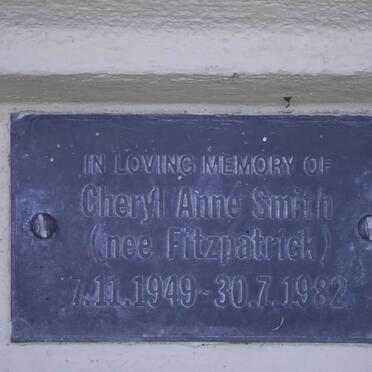 IN LOVING MEMORY OF
Cheryl Anne Smith
(nee Fitzpatrick)
7.11.1949-30.7.1982